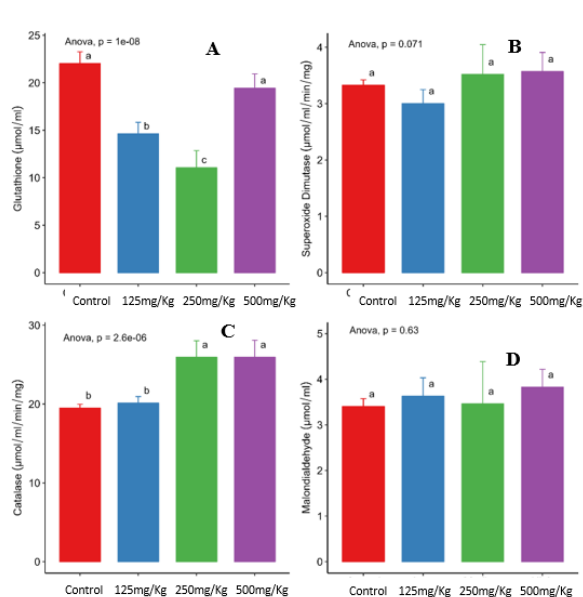 25
20
15
10
5
0
Glutathione (µmol/ml)
Anova, p = 1e-08
A
a
b
c
a
Control 125mg/Kg 250mg/Kg 500mg/Kg
4
3
2
1
0
Superoxide Dimutase (µmol/ml/min/mg)
Anova, p = 0.071
B
a
a
a
a
Control 125mg/Kg 250mg/Kg 500mg/Kg
30
20
10
0
Catalase (µmol/ml/min/mg)
Anova, p = 2.6e-06
C
b
b
a
a
Control 125mg/Kg 250mg/Kg 500mg/Kg
5
4
3
2
1
0
Malondialdehyde (µmol/ml)
Anova, p = 0.63
D
a
a
a
a
Control 125mg/Kg 250mg/Kg 500mg/Kg